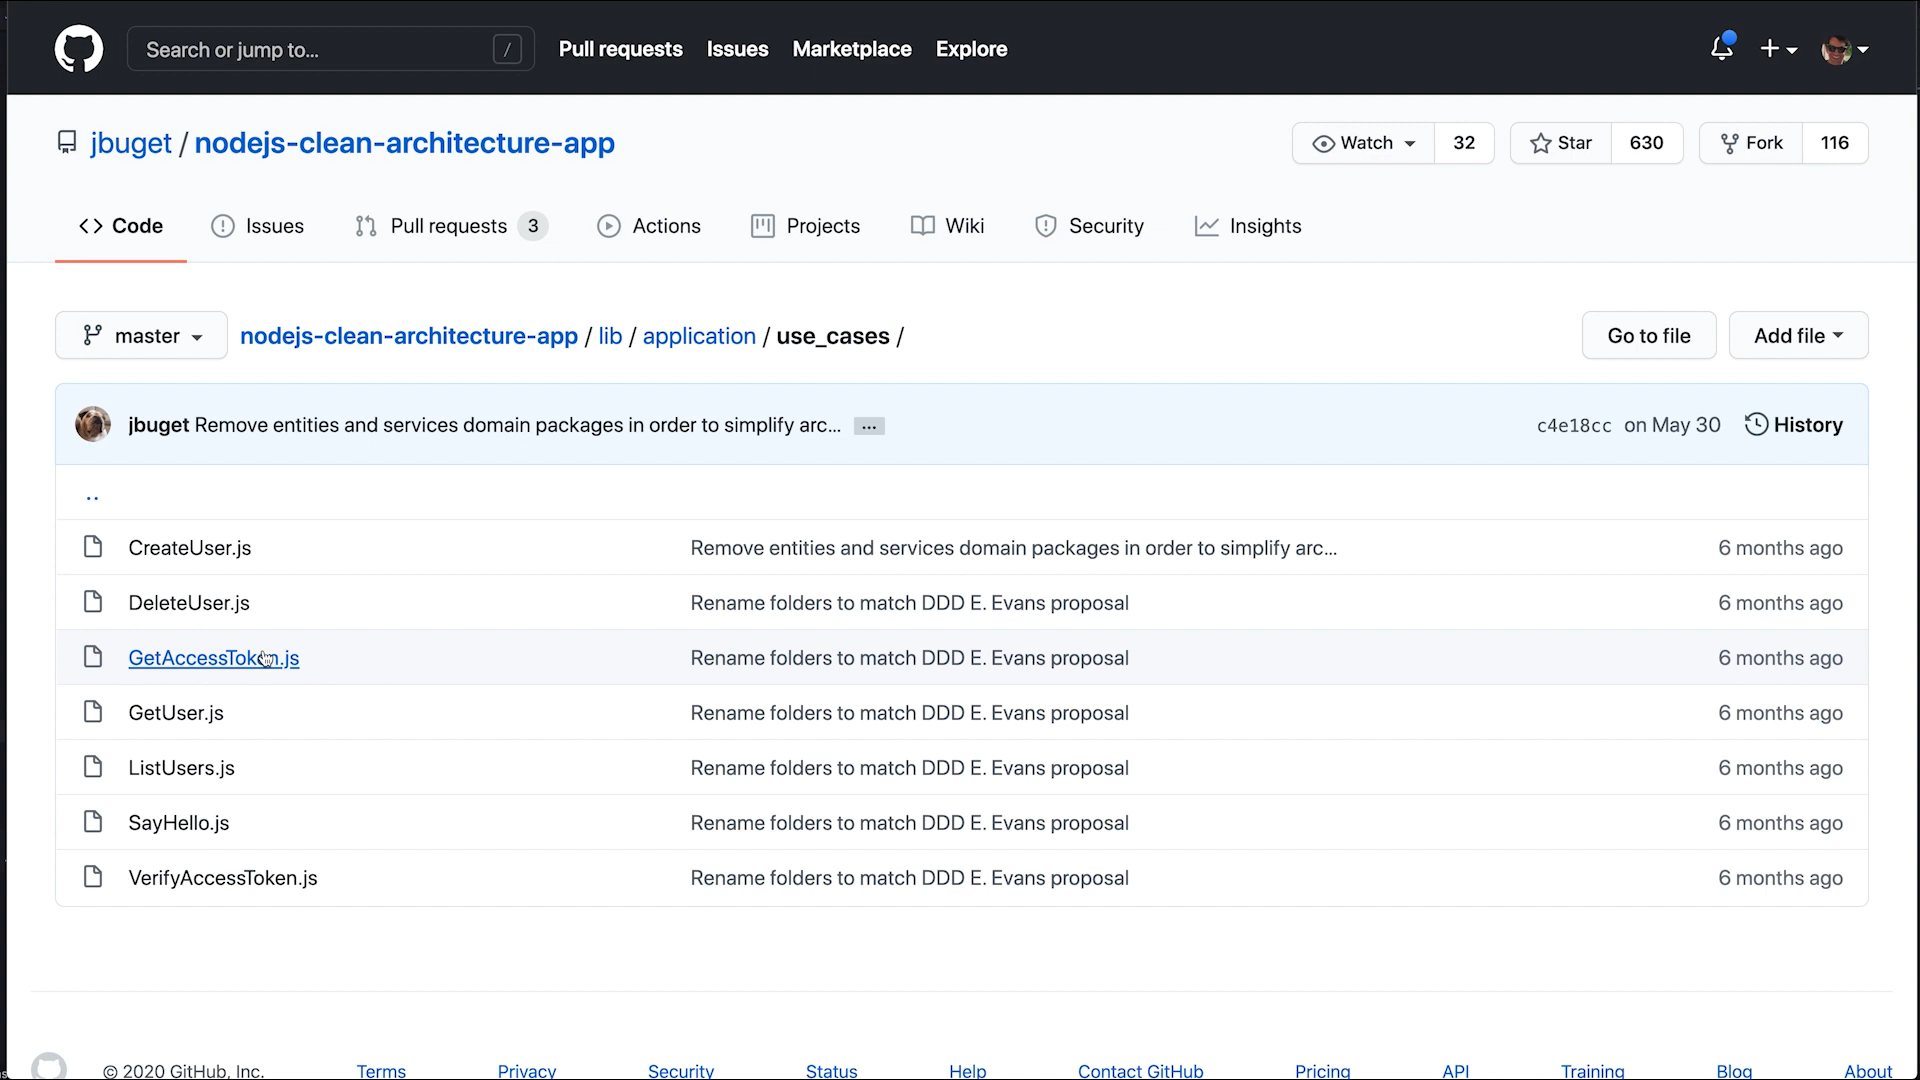 Search or jump to... /
Pull requests Issues Marketplace Explore
jbuget / nodejs-clean-architecture-app
Watch 32 Star 630 Fork 116
Code Issues Pull requests 3 Actions Projects Wiki Security Insights
master nodejs-clean-architecture-app / lib / application / use_cases / Go to file Add file
jbuget Remove entities and services domain packages in order to simplify arc... ... c4e18cc on May 30 History
..
CreateUser.js Remove entities and services domain packages in order to simplify arc... 6 months ago
DeleteUser.js Rename folders to match DDD E. Evans proposal 6 months ago
GetAccessToken.js Rename folders to match DDD E. Evans proposal 6 months ago
GetUser.js Rename folders to match DDD E. Evans proposal 6 months ago
ListUsers.js Rename folders to match DDD E. Evans proposal 6 months ago
SayHello.js Rename folders to match DDD E. Evans proposal 6 months ago
VerifyAccessToken.js Rename folders to match DDD E. Evans proposal 6 months ago
© 2020 GitHub, Inc. Terms Privacy Security Status Help Contact GitHub Pricing API Training Blog About